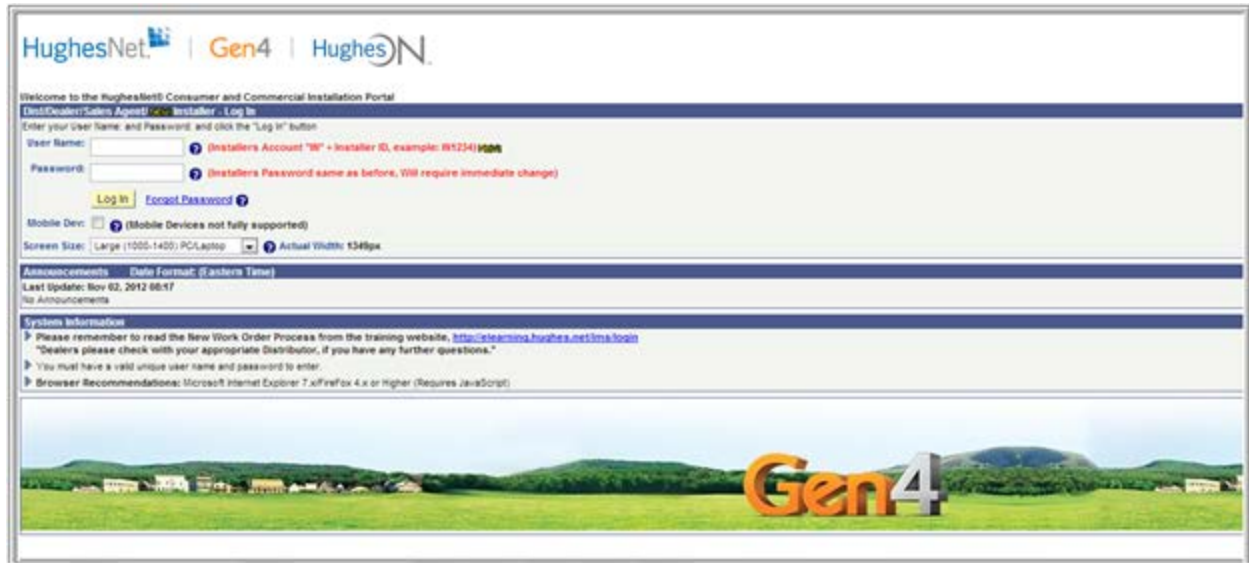 HughesNet. | Gen4 | HughesON.
Welcome to the HughesNet® Consumer and Commercial Installation Portal
Dist/Dealer/Sales Agent/ new Installer - Log In
Enter your User Name: and Password: and click the "Log In" button
User Name: (Installers Account "IN" + Installer ID, example: IN1234)
Password: (Installers Password same as before, Will require immediate change)
Log In Forgot Password
Mobile Dev: (Mobile Devices not fully supported)
Screen Size: Large (1000-1400) PC/Laptop Actual Width: 1349px
Announcements Date Format: (Eastern Time)
Last Update: Nov 02, 2012 08:17
No Announcements
System Information
Please remember to read the New Work Order Process from the training website, http://elearning.hughes.net/lms/login
"Dealers please check with your appropriate Distributor, if you have any further questions."
You must have a valid unique user name and password to enter.
Browser Recommendations: Microsoft Internet Explorer 7.x/FireFox 4.x or Higher (Requires JavaScript)
Gen4